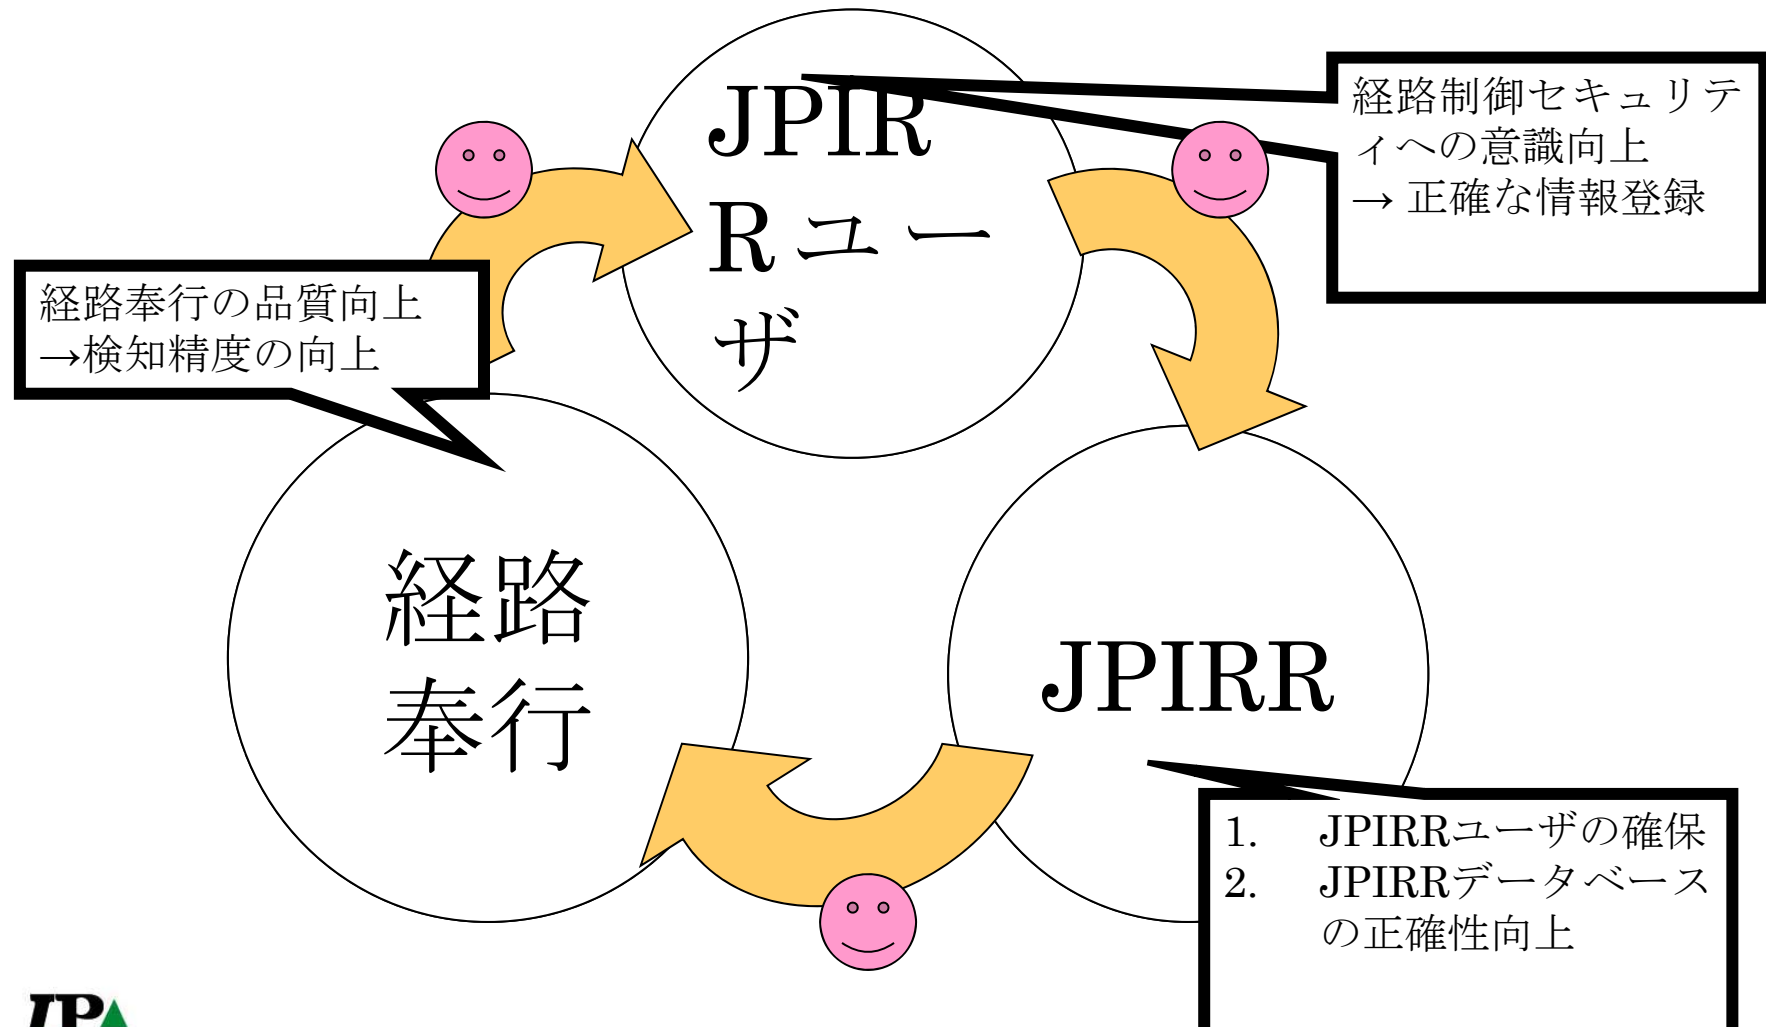 JPIR
Rユー
ザ
経路制御セキュリテ
ィへの意識向上
→ 正確な情報登録
経路奉行の品質向上
→検知精度の向上
経路
奉行
JPIRR
1. JPIRRユーザの確保
2. JPIRRデータベース
の正確性向上